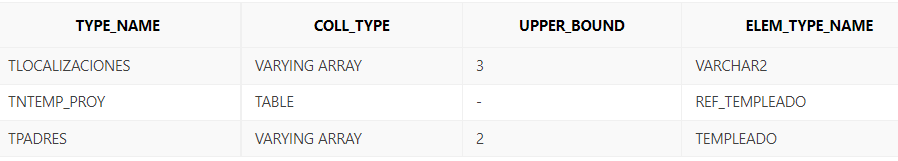 TYPE_NAME COLL_TYPE UPPER_BOUND ELEM_TYPE_NAME
TLOCALIZACIONES VARYING ARRAY 3 VARCHAR2
TNTEMP_PROY TABLE - REF_TEMPLEADO
TPADRES VARYING ARRAY 2 TEMPLEADO